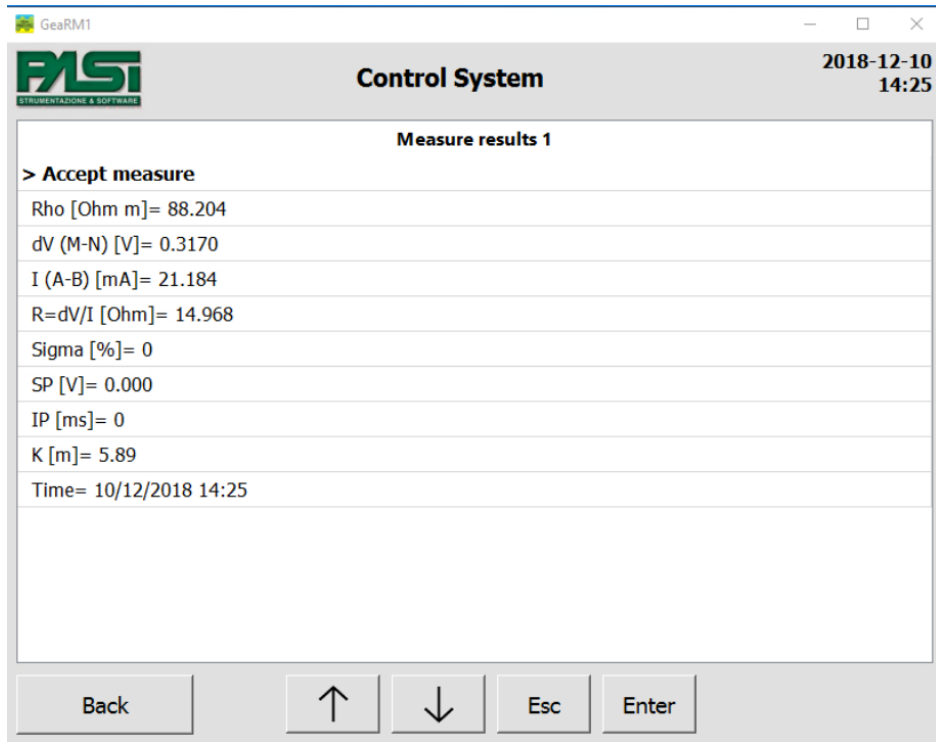 GeaRM1
PASI
STRUMENTAZIONE & SOFTWARE
Control System
2018-12-10
14:25
Measure results 1
> Accept measure
Rho [Ohm m]= 88.204
dV (M-N) [V]= 0.3170
I (A-B) [mA]= 21.184
R=dV/I [Ohm]= 14.968
Sigma [%]= 0
SP [V]= 0.000
IP [ms]= 0
K [m]= 5.89
Time= 10/12/2018 14:25
Back
↑
↓
Esc
Enter